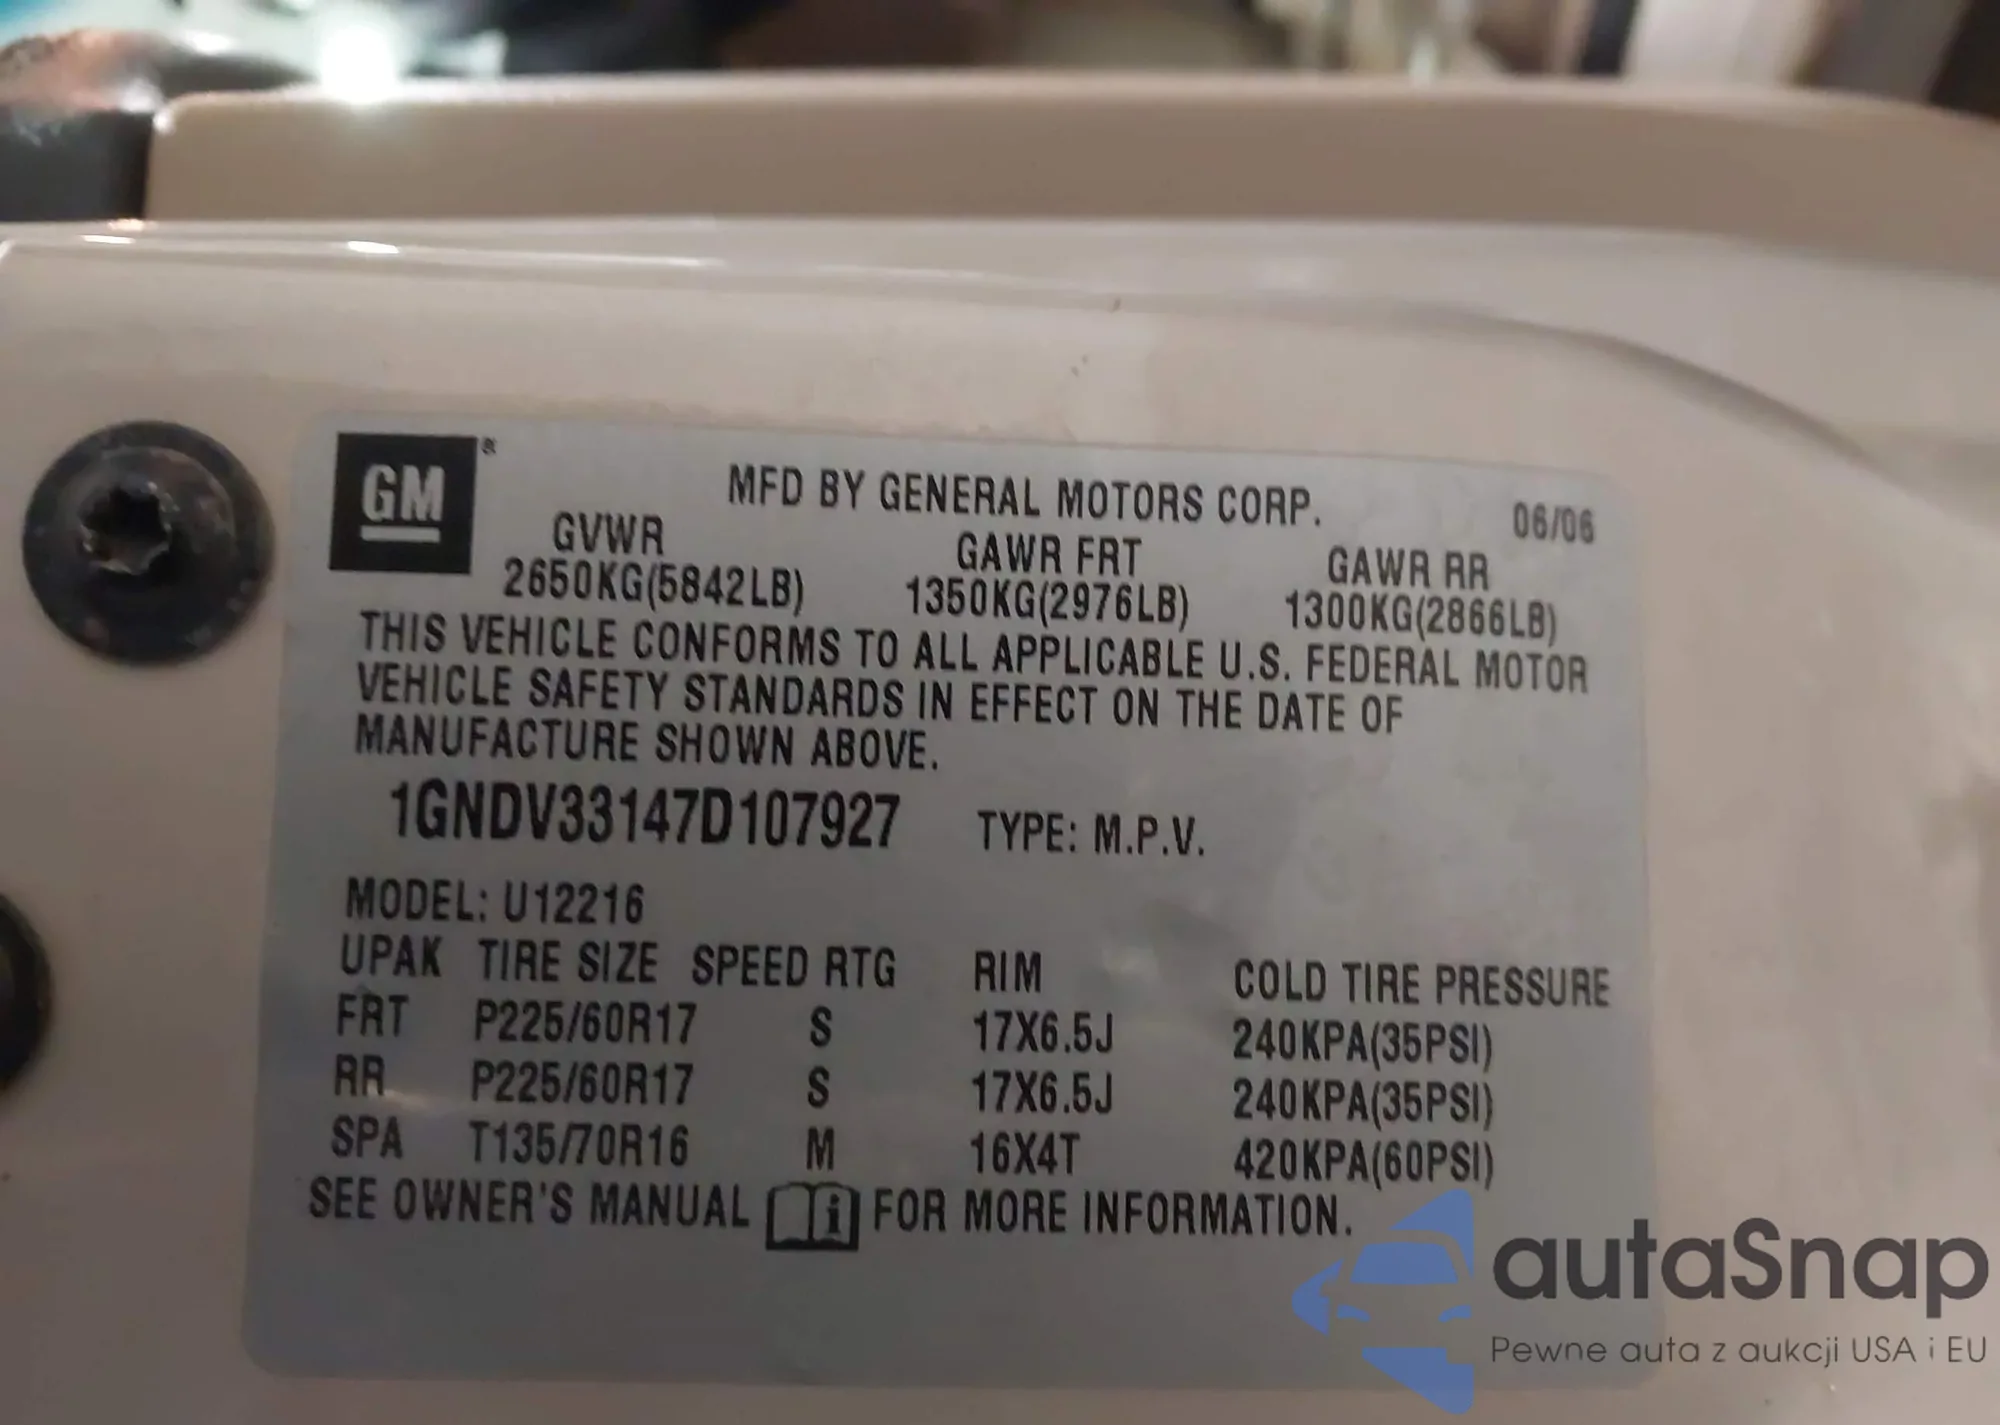 GM
MFD BY GENERAL MOTORS CORP. 06/06
GVWR GAWR FRT GAWR RR
2650KG(5842LB) 1350KG(2976LB) 1300KG(2866LB)
THIS VEHICLE CONFORMS TO ALL APPLICABLE U.S. FEDERAL MOTOR
VEHICLE SAFETY STANDARDS IN EFFECT ON THE DATE OF
MANUFACTURE SHOWN ABOVE.
1GNDV33147D107927 TYPE: M.P.V.
MODEL: U12216
UPAK TIRE SIZE SPEED RTG RIM COLD TIRE PRESSURE
FRT P225/60R17 S 17X6.5J 240KPA(35PSI)
RR P225/60R17 S 17X6.5J 240KPA(35PSI)
SPA T135/70R16 M 16X4T 420KPA(60PSI)
SEE OWNER'S MANUAL i FOR MORE INFORMATION.
autaSnap
Pewne auta z aukcji USA i EU